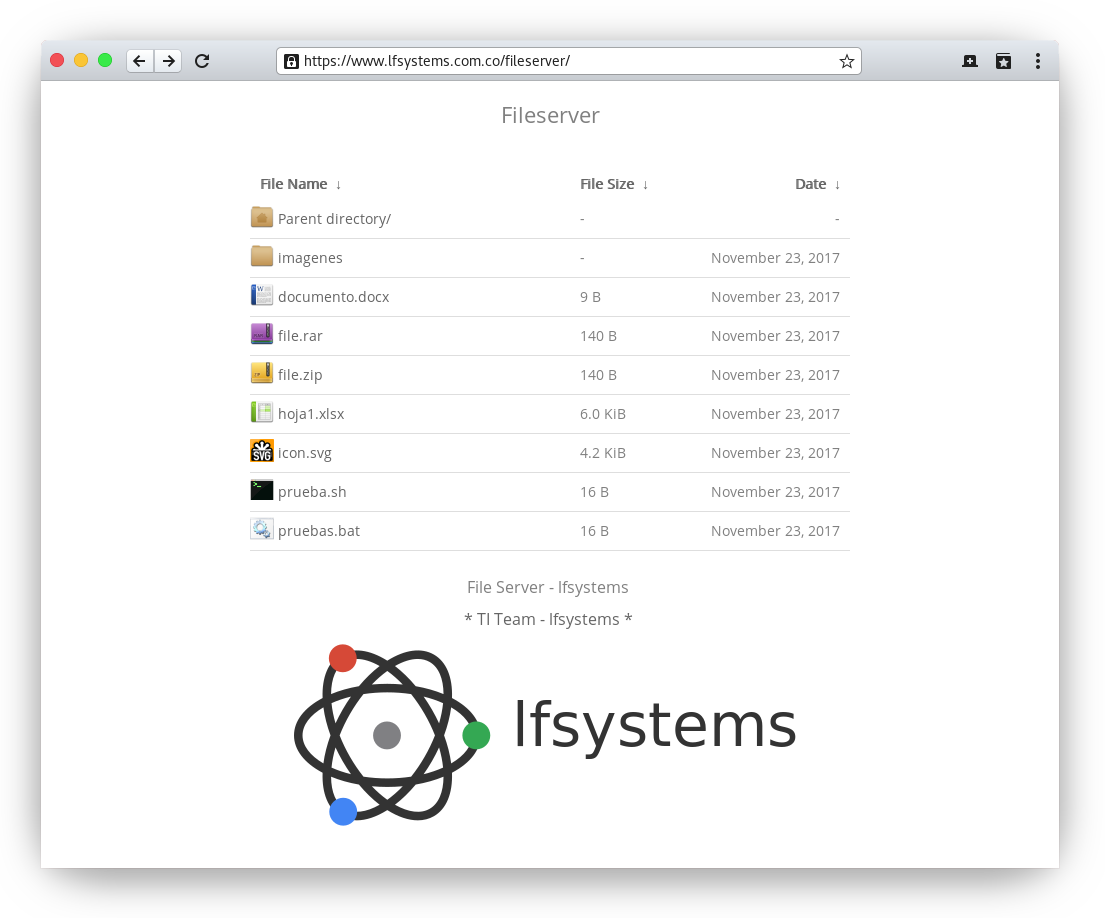 https://www.lfsystems.com.co/fileserver/
Fileserver
File Name ↓ File Size ↓ Date ↓
Parent directory/ - -
imagenes - November 23, 2017
documento.docx 9 B November 23, 2017
file.rar 140 B November 23, 2017
file.zip 140 B November 23, 2017
hoja1.xlsx 6.0 KiB November 23, 2017
SVG icon.svg 4.2 KiB November 23, 2017
prueba.sh 16 B November 23, 2017
pruebas.bat 16 B November 23, 2017
File Server - lfsystems
* TI Team - lfsystems *
lfsystems